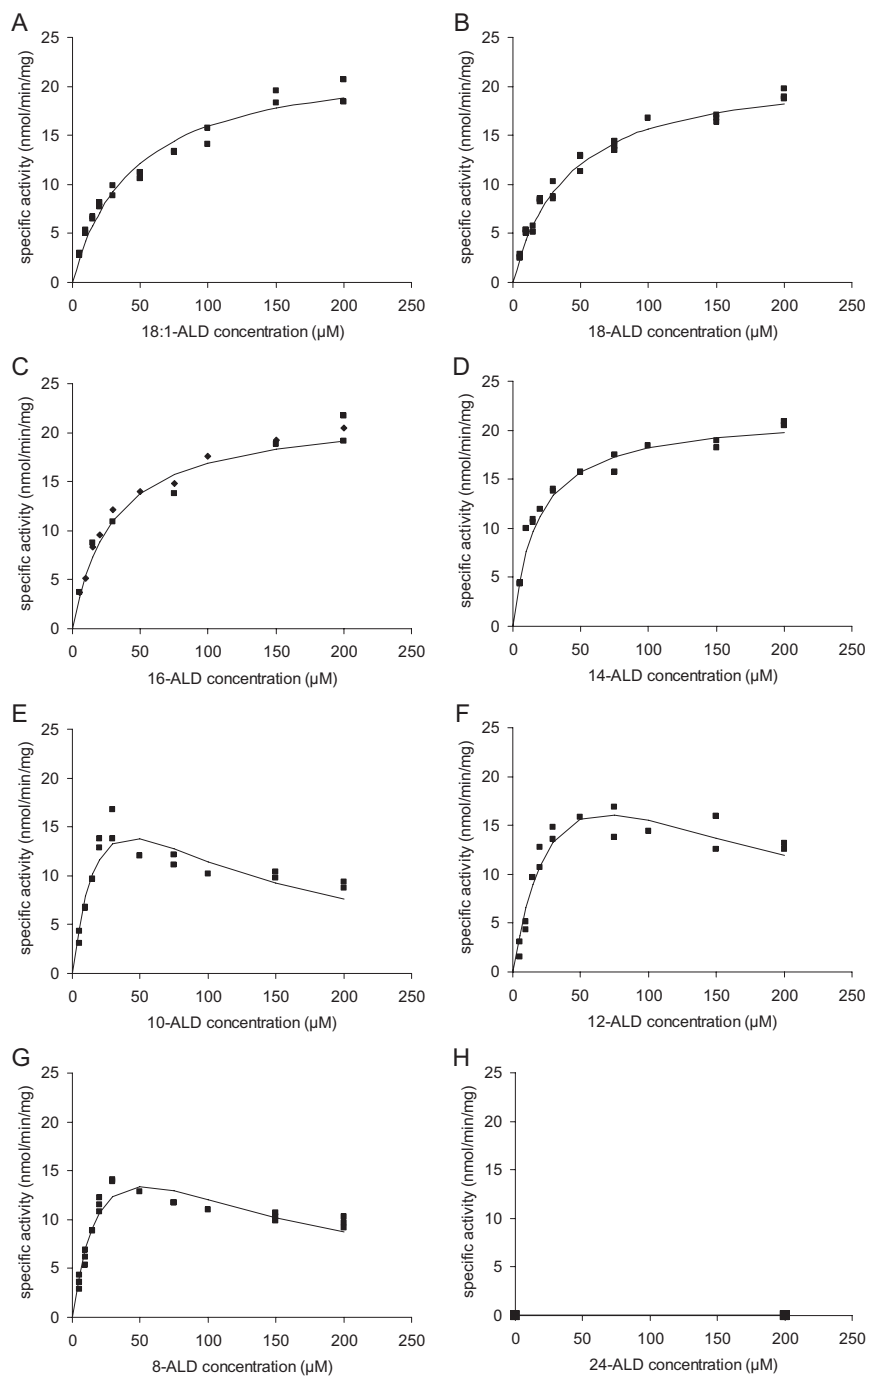 A
specific activity (nmol/min/mg)
25
20
15
10
5
0
0 50 100 150 200 250
18:1-ALD concentration (µM)
B
specific activity (nmol/min/mg)
25
20
15
10
5
0
0 50 100 150 200 250
18-ALD concentration (µM)
C
specific activity (nmol/min/mg)
25
20
15
10
5
0
0 50 100 150 200 250
16-ALD concentration (µM)
D
specific activity (nmol/min/mg)
25
20
15
10
5
0
0 50 100 150 200 250
14-ALD concentration (µM)
E
specific activity (nmol/min/mg)
25
20
15
10
5
0
0 50 100 150 200 250
10-ALD concentration (µM)
F
specific activity (nmol/min/mg)
25
20
15
10
5
0
0 50 100 150 200 250
12-ALD concentration (µM)
G
specific activity (nmol/min/mg)
25
20
15
10
5
0
0 50 100 150 200 250
8-ALD concentration (µM)
H
specific activity (nmol/min/mg)
25
20
15
10
5
0
0 50 100 150 200 250
24-ALD concentration (µM)